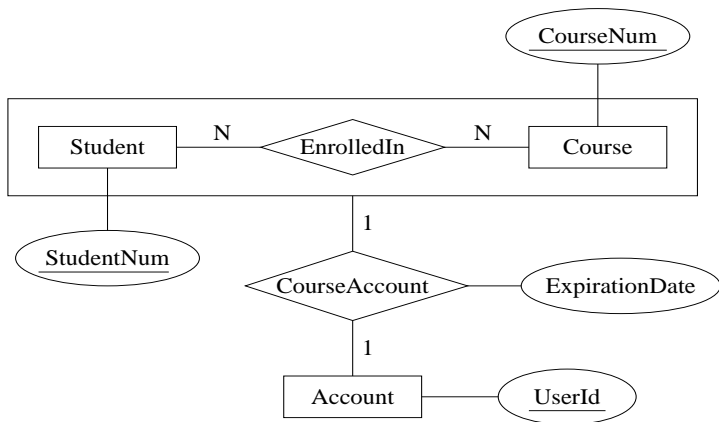 CourseNum
Student
N
EnrolledIn
N
Course
StudentNum
1
CourseAccount
ExpirationDate
1
Account
UserId